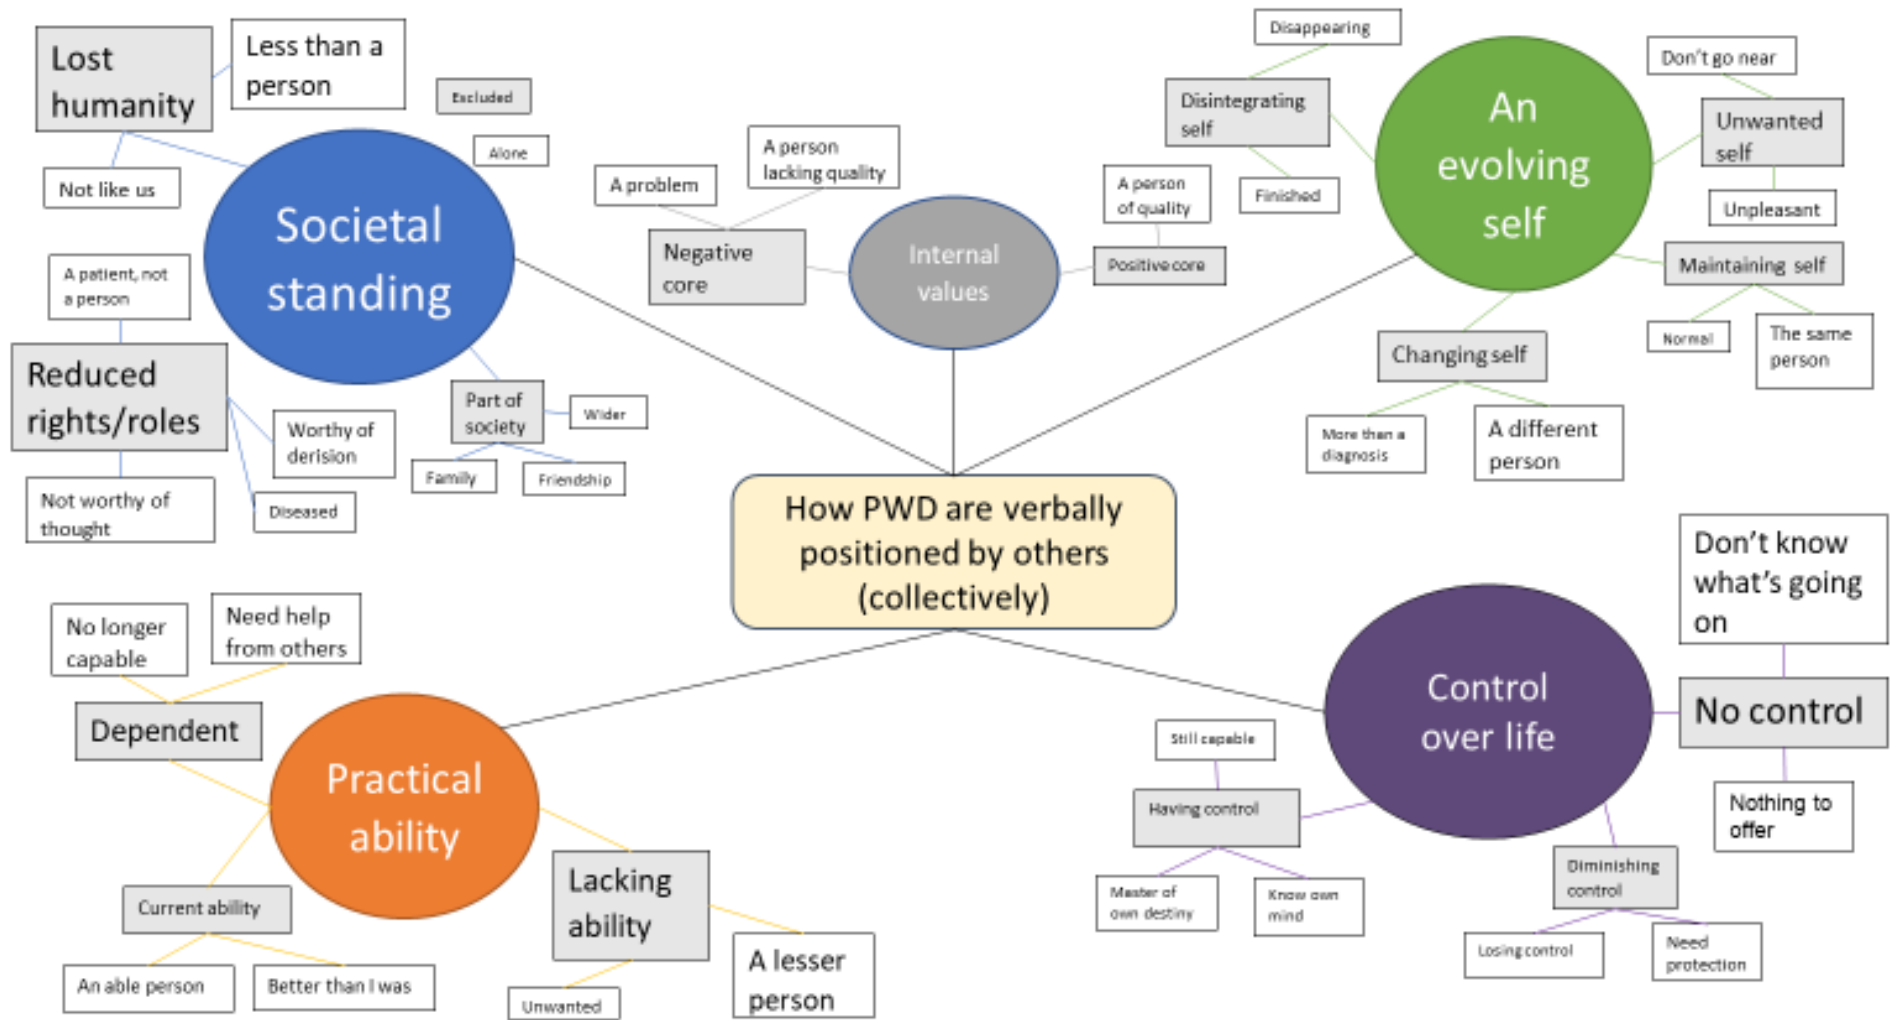 Lost
humanity
Less than a
person
Excluded
Alone
Not like us
Societal
standing
A patient, not
a person
Reduced
rights/roles
Worthy of
derision
Diseased
Not worthy of
thought
Part of
society
Wider
Family
Friendship
A problem
A person
lacking quality
Negative
core
Internal
values
A person
of quality
Positive core
Disappearing
Disintegrating
self
Finished
An
evolving
self
Don't go near
Unwanted
self
Unpleasant
Maintaining self
Normal
The same
person
Changing self
More than a
diagnosis
A different
person
How PWD are verbally
positioned by others
(collectively)
No longer
capable
Need help
from others
Dependent
Practical
ability
Current ability
An able person
Better than I was
Lacking
ability
Unwanted
A lesser
person
Control
over life
Don't know
what's going
on
No control
Nothing to
offer
Still capable
Having control
Master of
own destiny
Know own
mind
Diminishing
control
Losing control
Need
protection